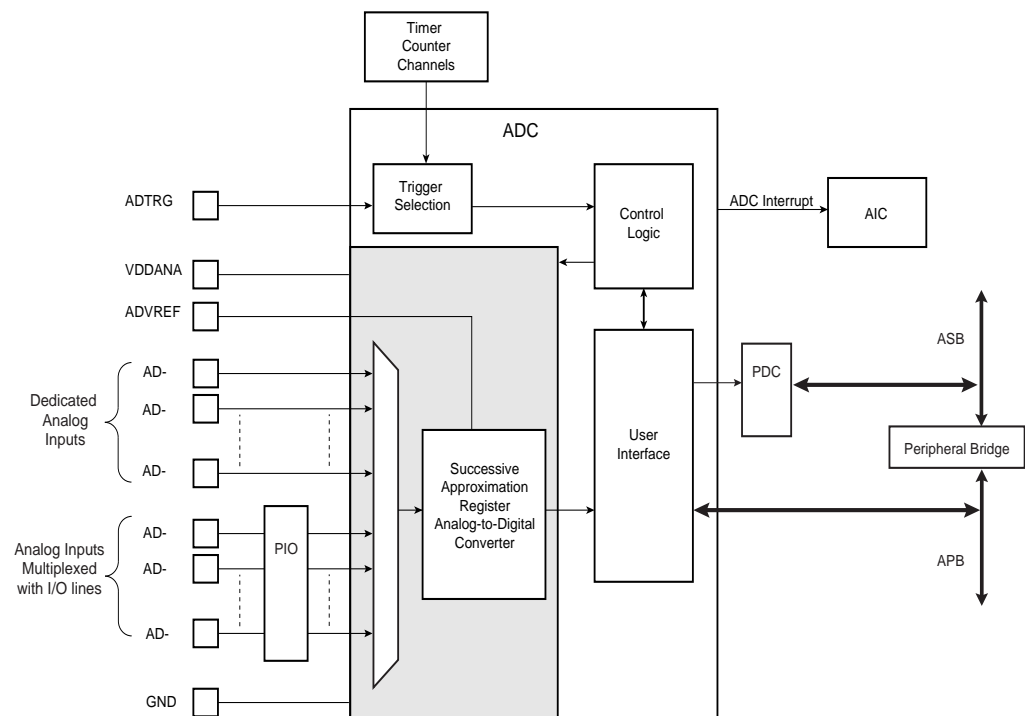 Timer
Counter
Channels
ADC
ADTRG
Trigger
Selection
Control
Logic
ADC Interrupt
AIC
VDDANA
ADVREF
ASB
PDC
AD-
Dedicated
Analog
Inputs
AD-
AD-
User
Interface
Peripheral Bridge
Successive
Approximation
Register
Analog-to-Digital
Converter
Analog Inputs
Multiplexed
with I/O lines
AD-
AD-
AD-
PIO
APB
GND